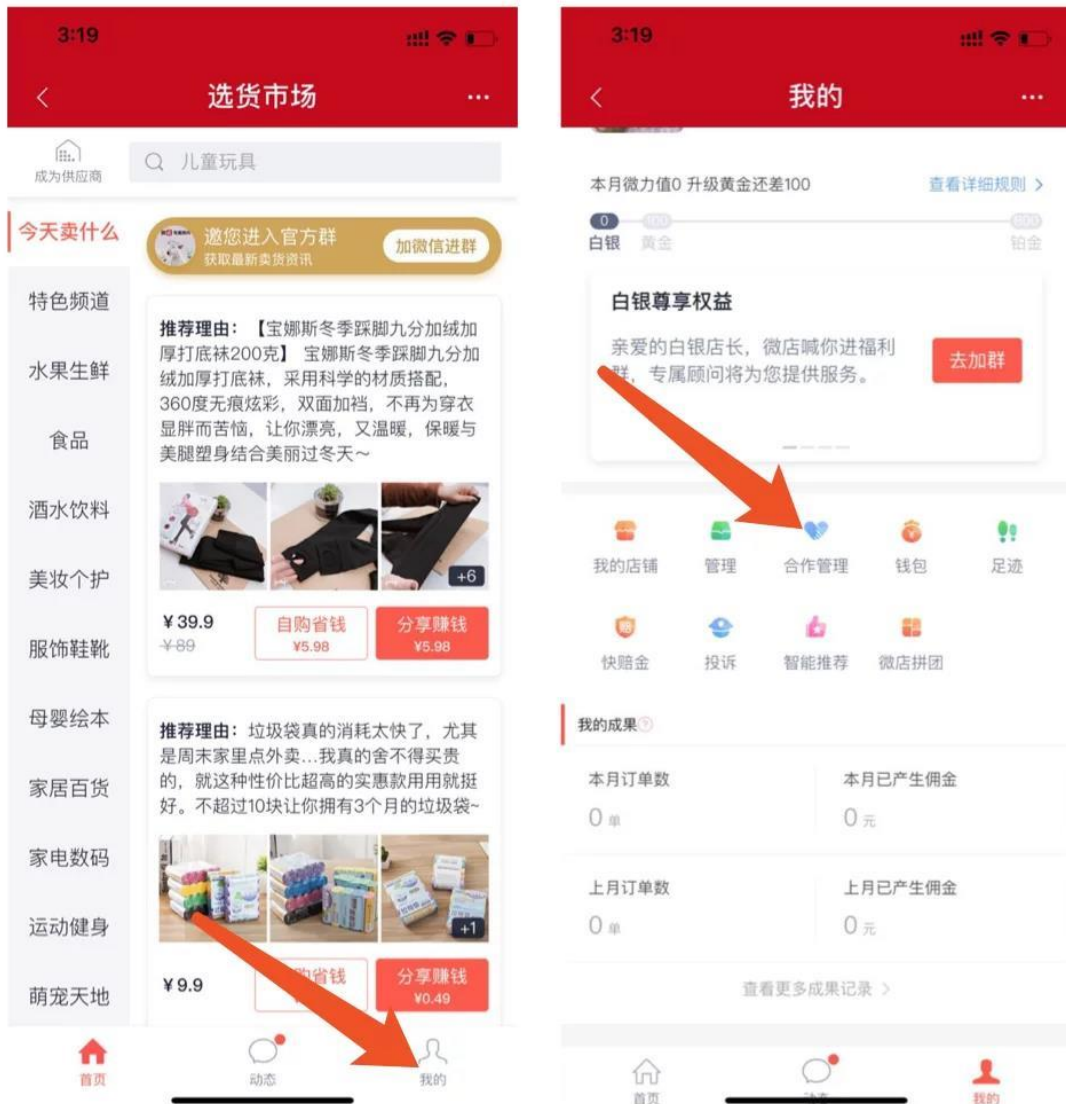 3:19
选货市场
成为供应商
儿童玩具
今天卖什么
特色频道
水果生鲜
食品
酒水饮料
美妆个护
服饰鞋靴
母婴绘本
家居百货
家电数码
运动健身
萌宠天地
邀您进入官方群
获取最新卖货资讯
加微信进群
推荐理由：【宝娜斯冬季踩脚九分加绒加
厚打底袜200克】 宝娜斯冬季踩脚九分加
绒加厚打底袜，采用科学的材质搭配，
360度无痕炫彩，双面加裆，不再为穿衣
显胖而苦恼，让你漂亮，又温暖，保暖与
美腿塑身结合美丽过冬天～
+6
¥39.9
¥89
自购省钱
¥5.98
分享赚钱
¥5.98
推荐理由：垃圾袋真的消耗太快了，尤其
是周末家里点外卖...我真的舍不得买贵
的，就这种性价比超高的实惠款用用就挺
好。不超过10块让你拥有3个月的垃圾袋~
+1
¥9.9
购省钱
分享赚钱
¥0.49
首页
动态
我的
3:19
我的
本月微力值0 升级黄金还差100
查看详细规则
0
100
白银
黄金
铂金
白银尊享权益
亲爱的白银店长，微店喊你进福利
群，专属顾问将为您提供服务。
去加群
我的店铺
管理
合作管理
钱包
足迹
快赔金
投诉
智能推荐
微店拼团
我的成果
本月订单数
0 单
本月已产生佣金
0 元
上月订单数
0 单
上月已产生佣金
0 元
查看更多成果记录
首页
动态
我的